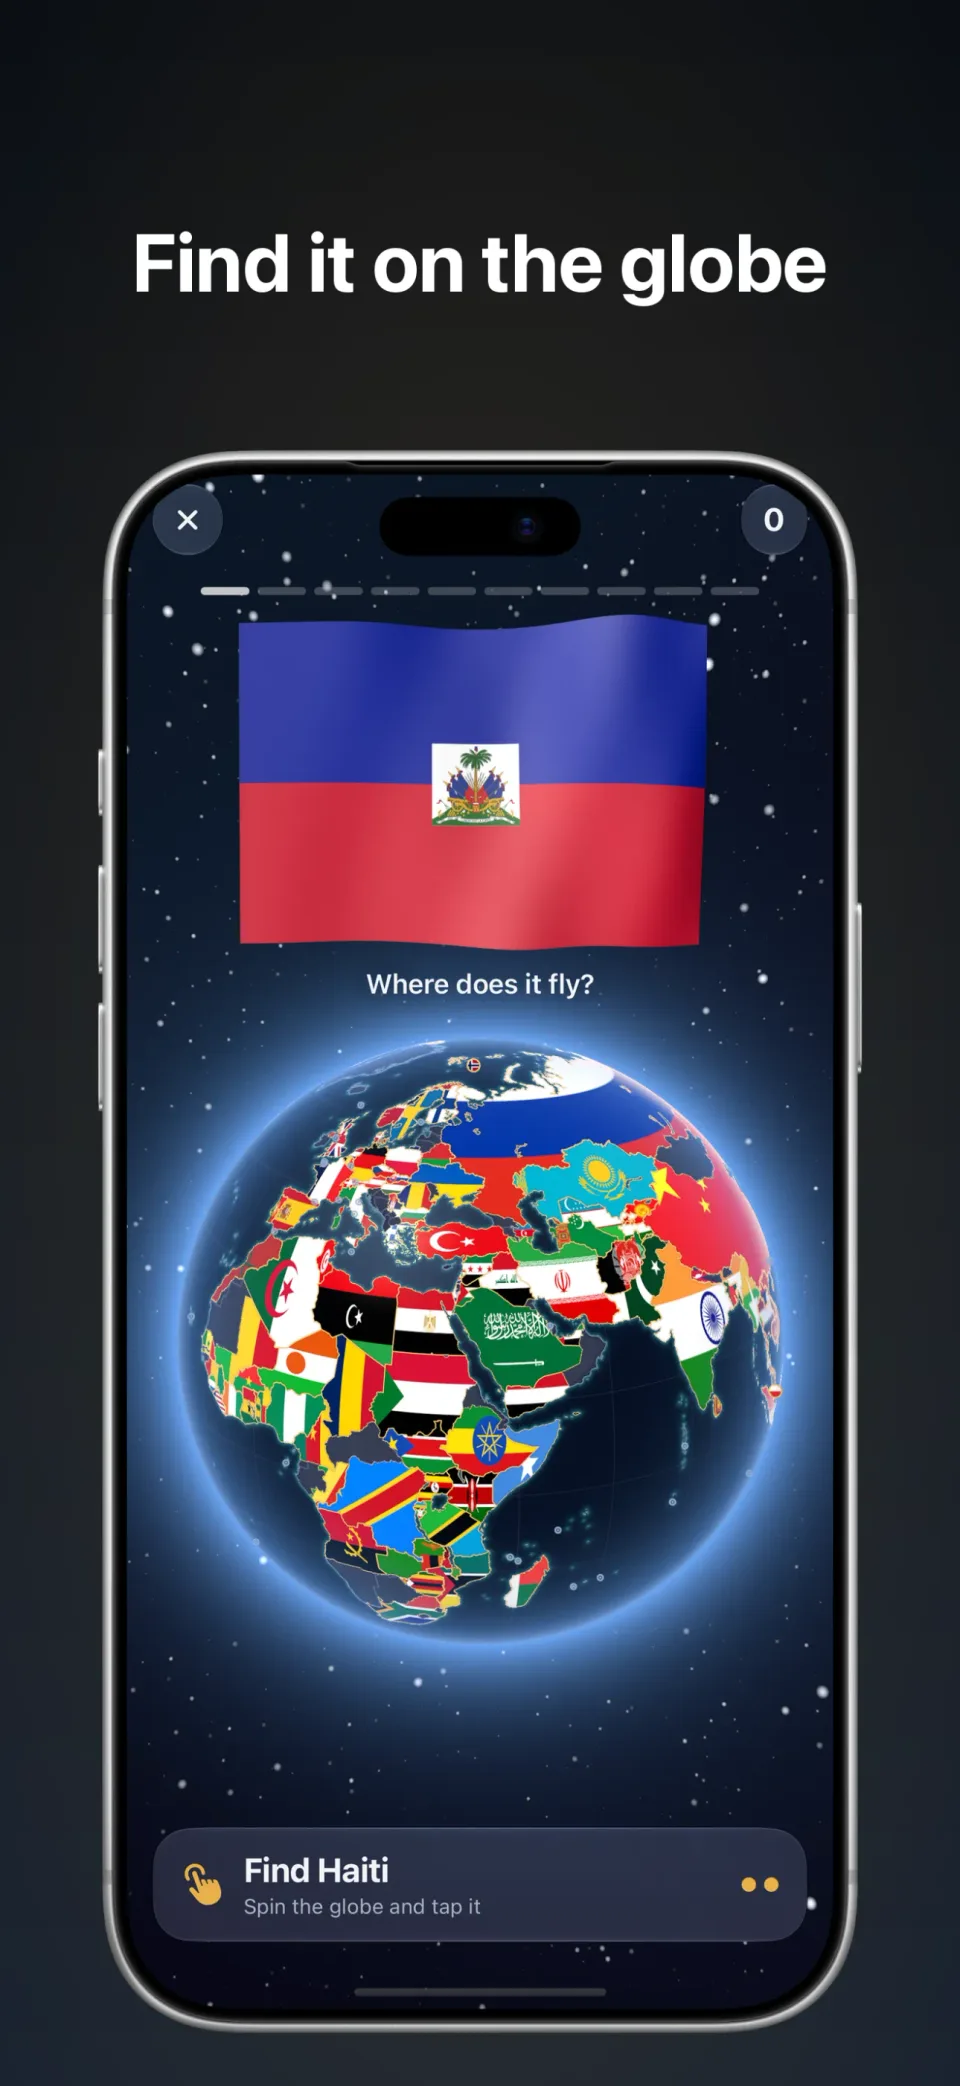 Find it on the globe
0
Where does it fly?
Find Haiti
Spin the globe and tap it